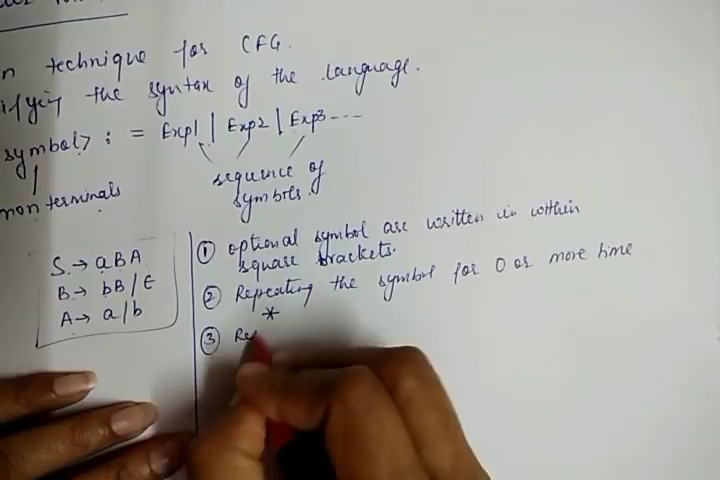 n technique for CFG.
ifying the syntax of the language.
symbol> : = Exp1 | Exp2 | Exp3 ---
sequence of
symbols.
non terminals
S → aBA
B → bB / ε
A → a/b
① optional symbol are written in within
square brackets.
② Repeating the symbol for 0 or more time
*
③ Re